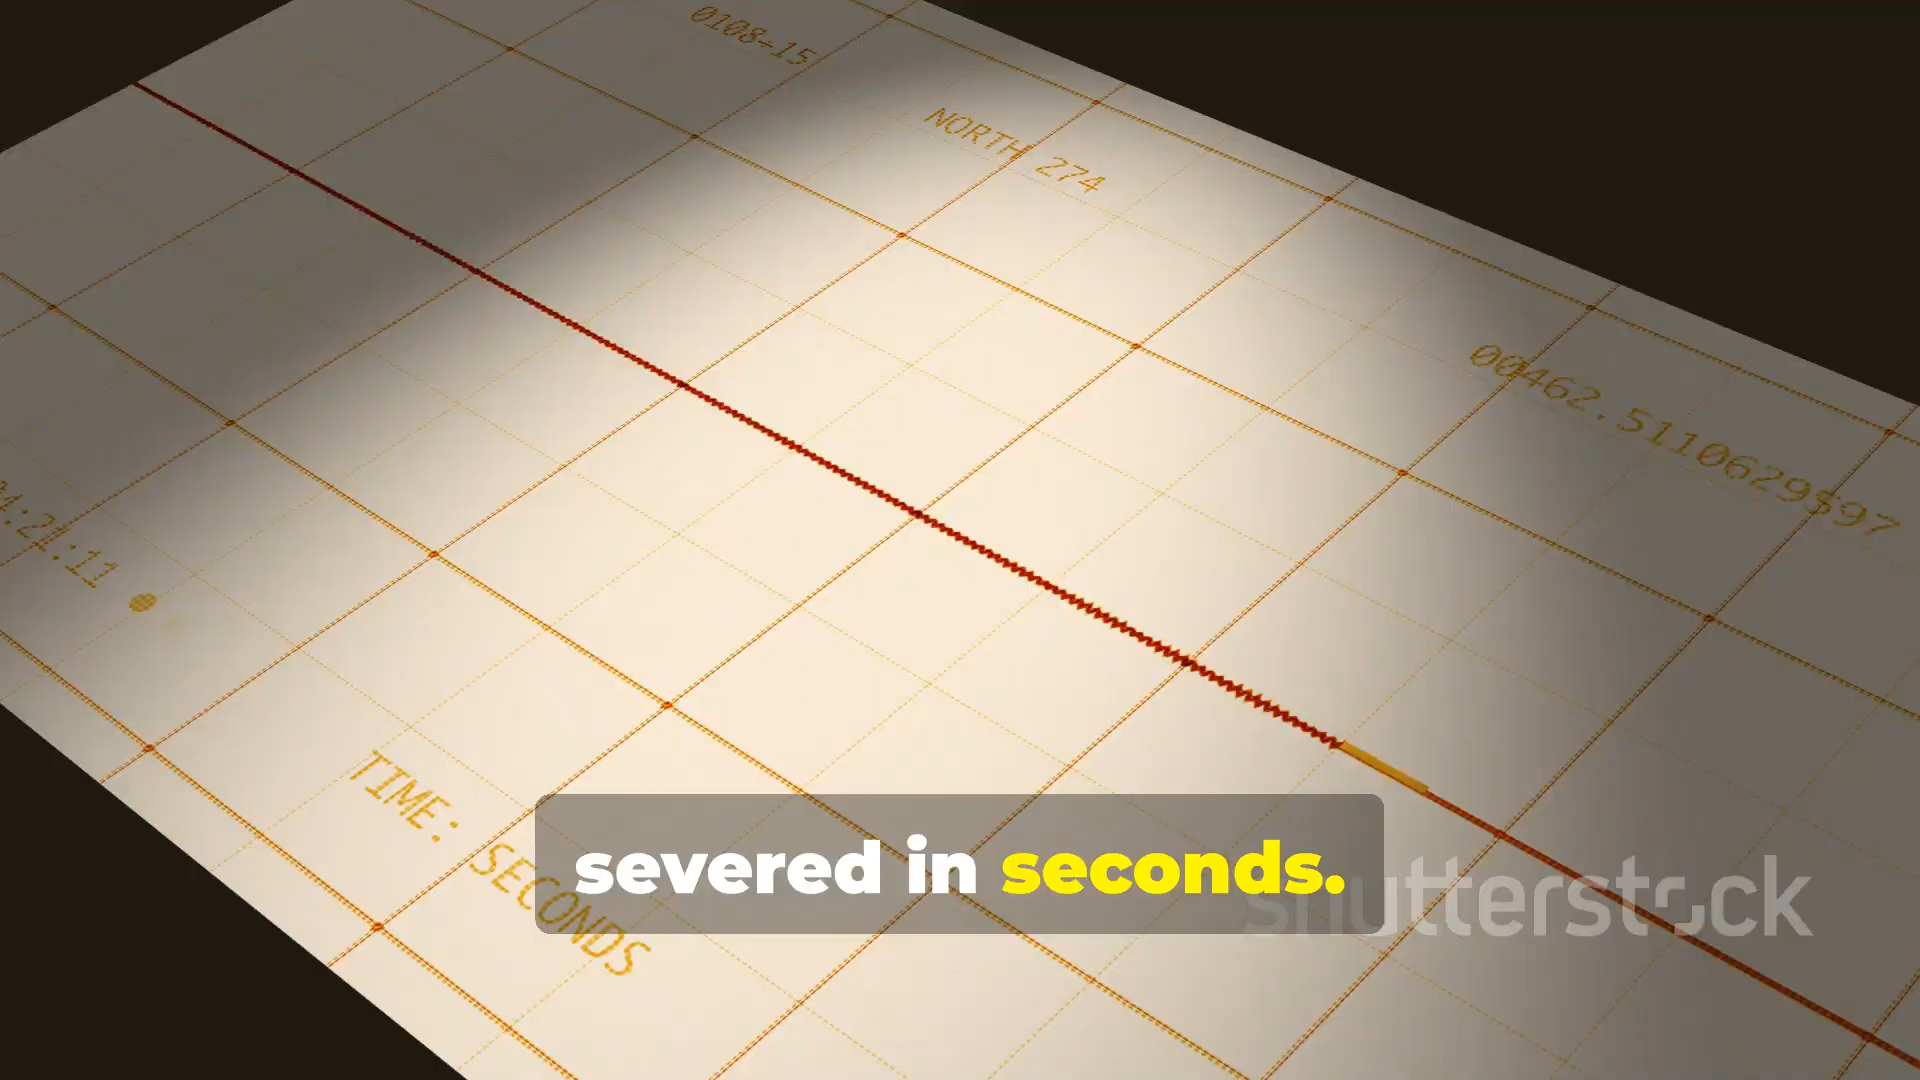 0108÷15
NORTH 274
00462.5110629597
4:21:11
TIME: SECONDS
severed in seconds.
shutterstock